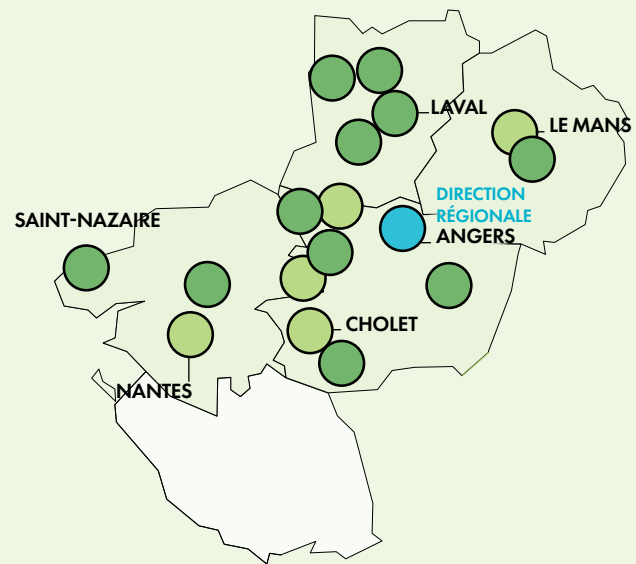 LAVAL
LE MANS
DIRECTION
RÉGIONALE
ANGERS
SAINT-NAZAIRE
CHOLET
NANTES